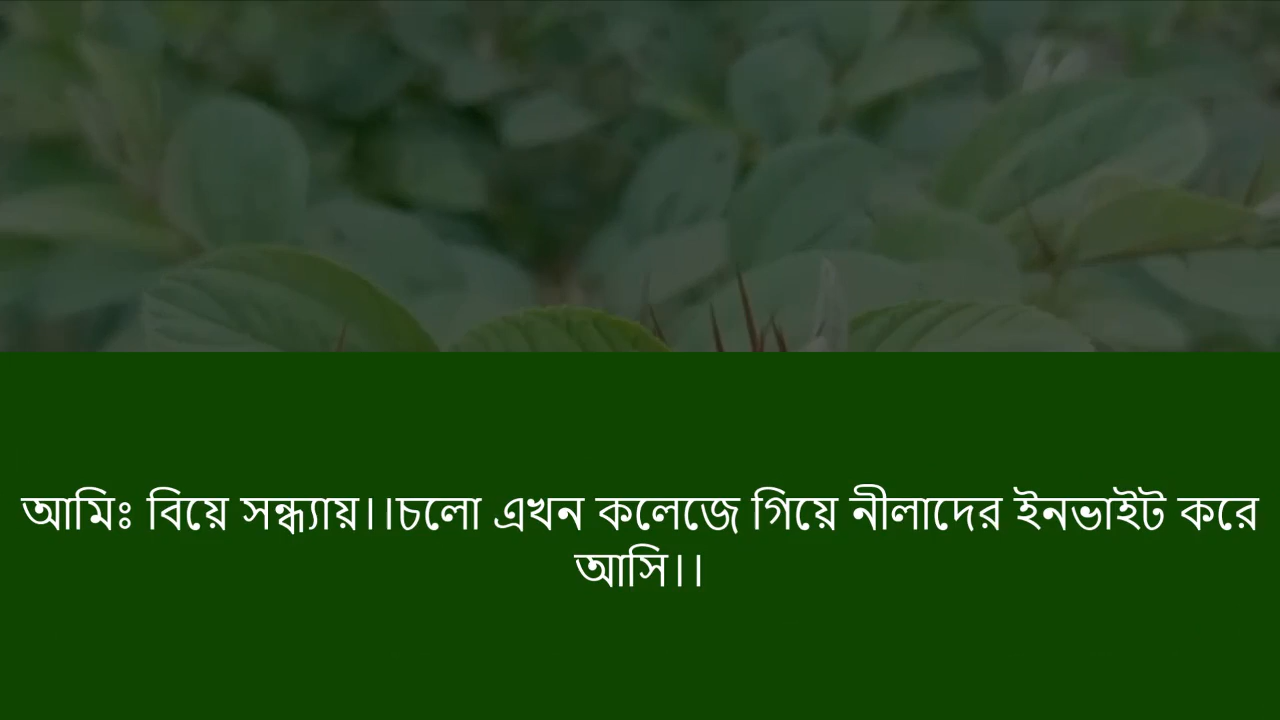 আমিঃ বিয়ে সন্ধ্যায়।।চলো এখন কলেজে গিয়ে নীলাদের ইনভাইট করে
আসি।।